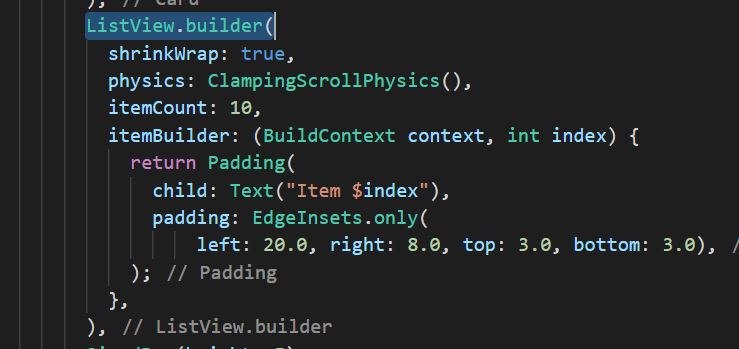 ), // Card
ListView.builder(
shrinkWrap: true,
physics: ClampingScrollPhysics(),
itemCount: 10,
itemBuilder: (BuildContext context, int index) {
return Padding(
child: Text("Item $index"),
padding: EdgeInsets.only(
left: 20.0, right: 8.0, top: 3.0, bottom: 3.0), /
); // Padding
},
), // ListView.builder